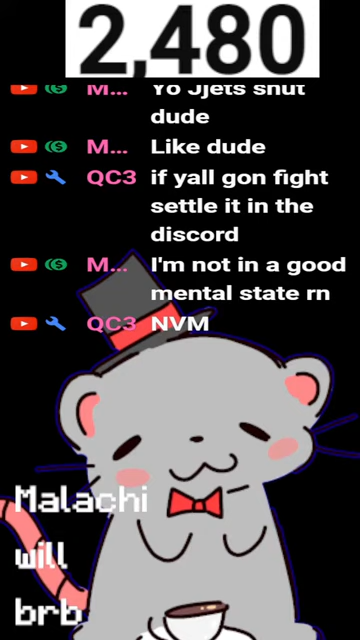 2,480
M... Yo Jjets shut
dude
M... Like dude
QC3 if yall gon fight
settle it in the
discord
M... I'm not in a good
mental state rn
QC3 NVM
Malachi
will
brb